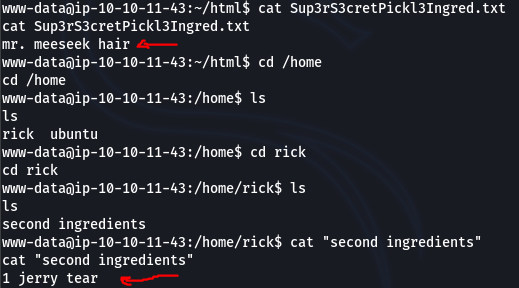 www-data@ip-10-10-11-43:~/html$ cat Sup3rS3cretPickl3Ingred.txt
cat Sup3rS3cretPickl3Ingred.txt
mr. meeseek hair
www-data@ip-10-10-11-43:~/html$ cd /home
cd /home
www-data@ip-10-10-11-43:/home$ ls
ls
rick  ubuntu
www-data@ip-10-10-11-43:/home$ cd rick
cd rick
www-data@ip-10-10-11-43:/home/rick$ ls
ls
second ingredients
www-data@ip-10-10-11-43:/home/rick$ cat "second ingredients"
cat "second ingredients"
1 jerry tear